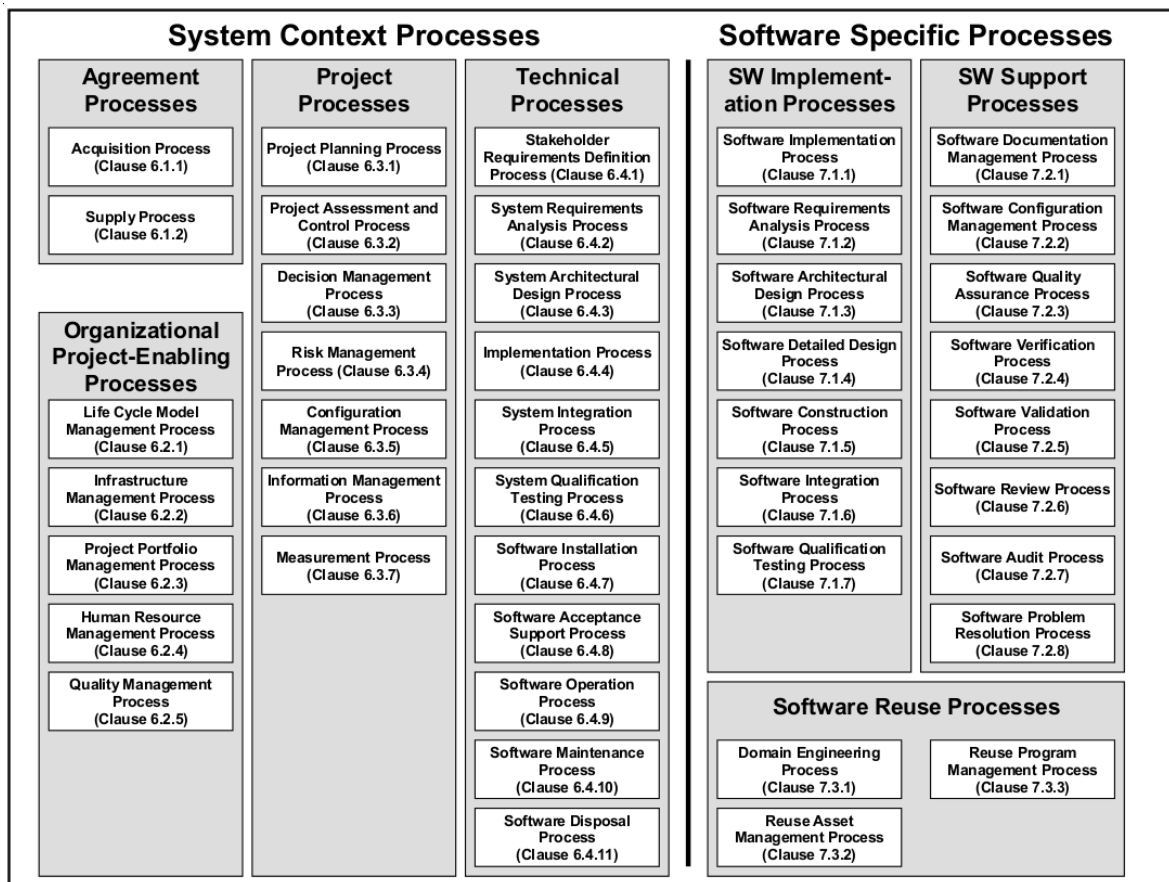 System Context Processes
Software Specific Processes
Agreement
Processes
Acquisition Process
(Clause 6.1.1)
Supply Process
(Clause 6.1.2)
Organizational
Project-Enabling
Processes
Life Cycle Model
Management Process
(Clause 6.2.1)
Infrastructure
Management Process
(Clause 6.2.2)
Project Portfolio
Management Process
(Clause 6.2.3)
Human Resource
Management Process
(Clause 6.2.4)
Quality Management
Process
(Clause 6.2.5)
Project
Processes
Project Planning Process
(Clause 6.3.1)
Project Assessment and
Control Process
(Clause 6.3.2)
Decision Management
Process
(Clause 6.3.3)
Risk Management
Process (Clause 6.3.4)
Configuration
Management Process
(Clause 6.3.5)
Information Management
Process
(Clause 6.3.6)
Measurement Process
(Clause 6.3.7)
Technical
Processes
Stakeholder
Requirements Definition
Process (Clause 6.4.1)
System Requirements
Analysis Process
(Clause 6.4.2)
System Architectural
Design Process
(Clause 6.4.3)
Implementation Process
(Clause 6.4.4)
System Integration
Process
(Clause 6.4.5)
System Qualification
Testing Process
(Clause 6.4.6)
Software Installation
Process
(Clause 6.4.7)
Software Acceptance
Support Process
(Clause 6.4.8)
Software Operation
Process
(Clause 6.4.9)
Software Maintenance
Process
(Clause 6.4.10)
Software Disposal
Process
(Clause 6.4.11)
SW Implement-
ation Processes
Software Implementation
Process
(Clause 7.1.1)
Software Requirements
Analysis Process
(Clause 7.1.2)
Software Architectural
Design Process
(Clause 7.1.3)
Software Detailed Design
Process
(Clause 7.1.4)
Software Construction
Process
(Clause 7.1.5)
Software Integration
Process
(Clause 7.1.6)
Software Qualification
Testing Process
(Clause 7.1.7)
SW Support
Processes
Software Documentation
Management Process
(Clause 7.2.1)
Software Configuration
Management Process
(Clause 7.2.2)
Software Quality
Assurance Process
(Clause 7.2.3)
Software Verification
Process
(Clause 7.2.4)
Software Validation
Process
(Clause 7.2.5)
Software Review Process
(Clause 7.2.6)
Software Audit Process
(Clause 7.2.7)
Software Problem
Resolution Process
(Clause 7.2.8)
Software Reuse Processes
Domain Engineering
Process
(Clause 7.3.1)
Reuse Asset
Management Process
(Clause 7.3.2)
Reuse Program
Management Process
(Clause 7.3.3)